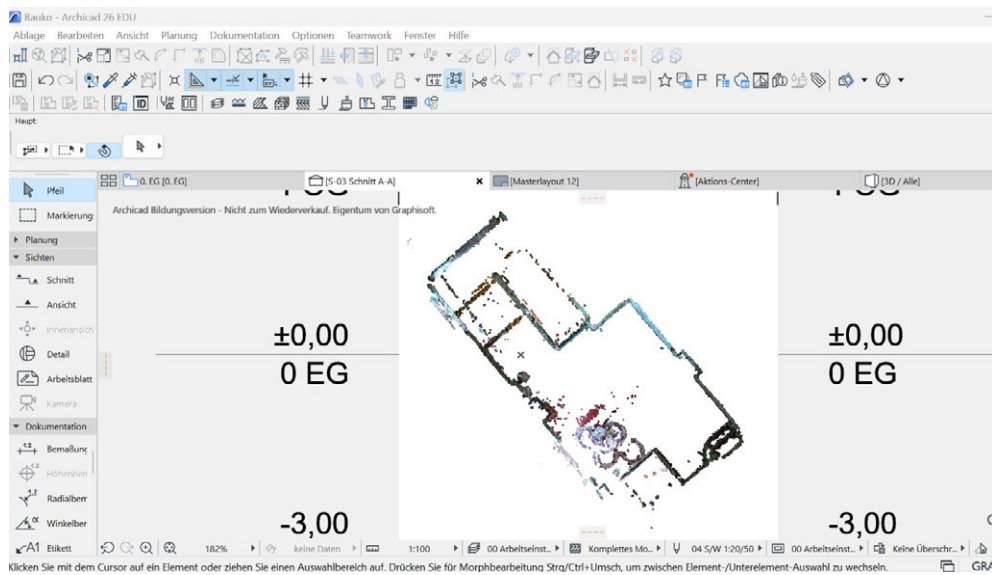 Bauko - Archicad 26 EDU
Ablage Bearbeiten Ansicht Planung Dokumentation Optionen Teamwork Fenster Hilfe
Haupt:
0. EG [0. EG]
[S-03 Schnitt A-A]
[Masterlayout 12]
[Aktions-Center]
[3D / Alle]
Pfeil
Markierung:
Archicad Bildungsversion - Nicht zum Wiederverkauf. Eigentum von Graphisoft.
Planung
Sichten
Schnitt
Ansicht
Innenansich
Detail
Arbeitsblatt
Kamera
Dokumentation
Bemaßung
Höhenben
Radialberr
Winkelber
A1 Etikett
±0,00 ±0,00
0 EG 0 EG
-3,00 -3,00
182% keine Daten 1:100 00 Arbeitseinst... Komplettes Mo... 04 S/W 1:20/50 00 Arbeitseinst... Keine Überschr...
Klicken Sie mit dem Cursor auf ein Element oder ziehen Sie einen Auswahlbereich auf. Drücken Sie für Morphbearbeitung Strg/Ctrl+Umsch, um zwischen Element-/Unterelement-Auswahl zu wechseln.
GRA